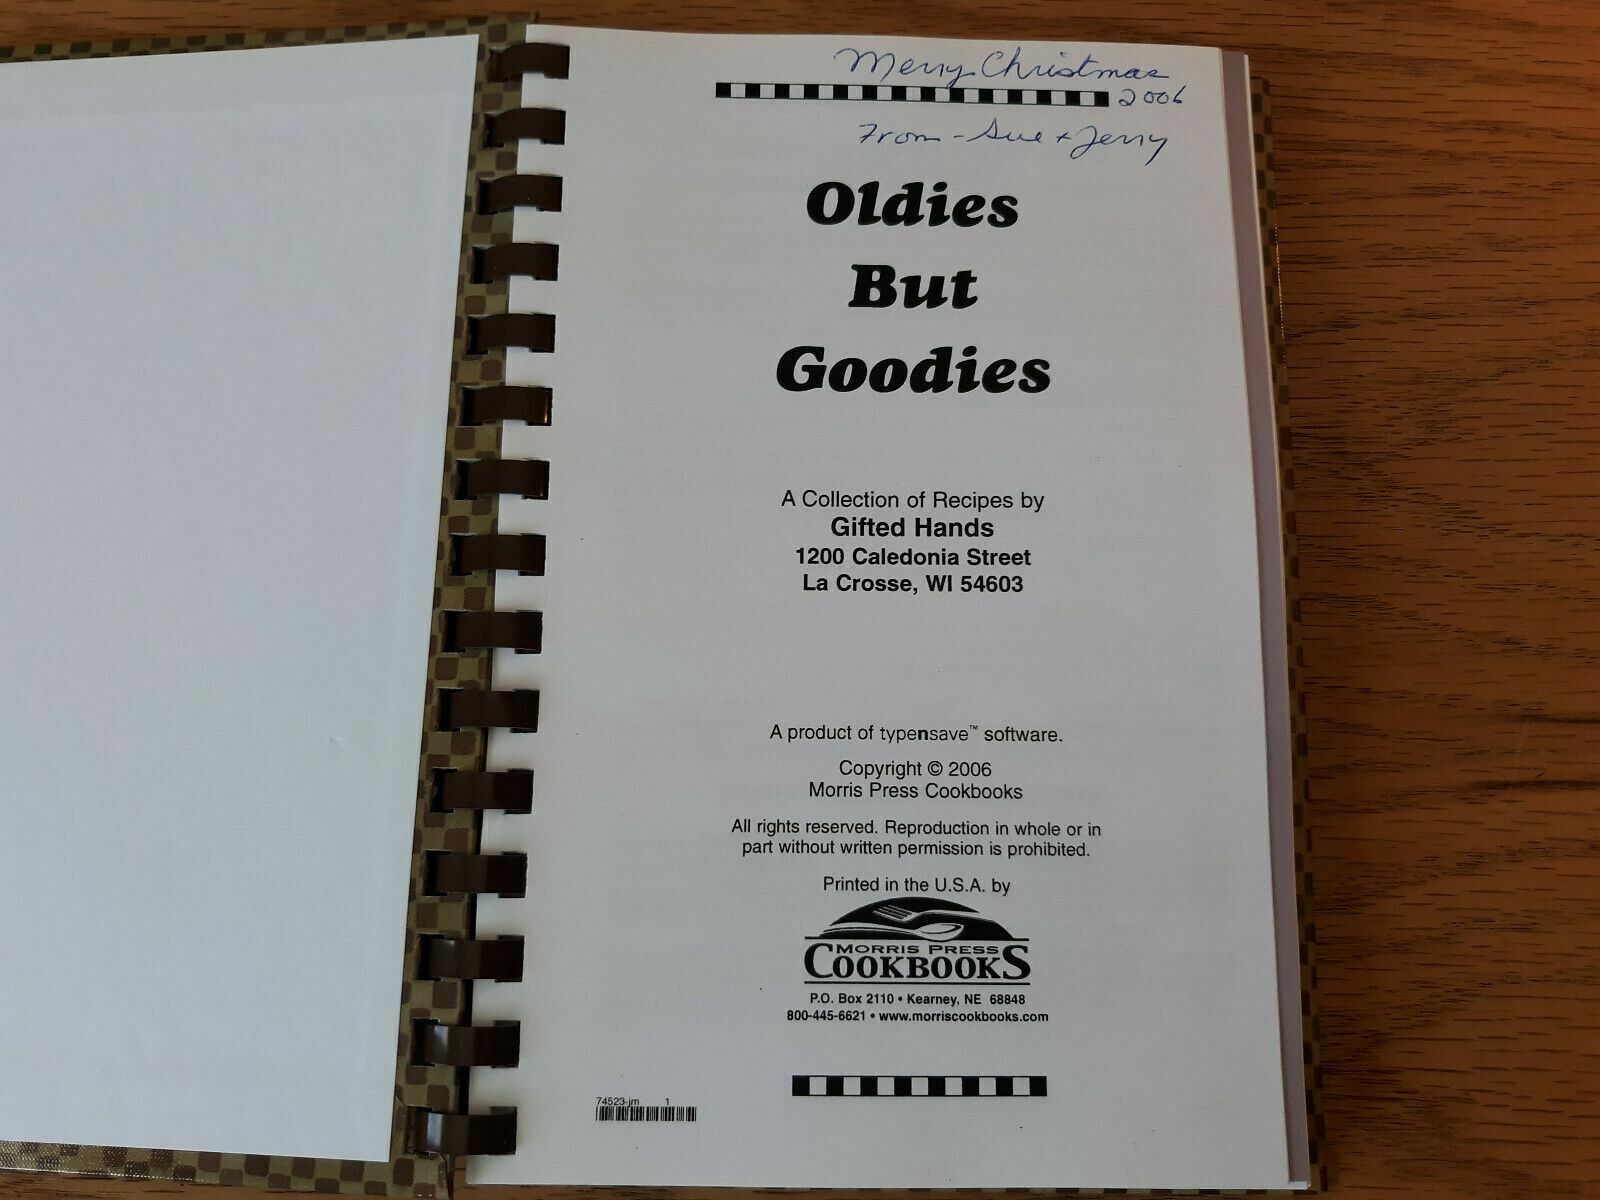 Merry Christmas
2006
From - Sue + Jerry
Oldies
But
Goodies
A Collection of Recipes by
Gifted Hands
1200 Caledonia Street
La Crosse, WI 54603
A product of typensave™ software.
Copyright © 2006
Morris Press Cookbooks
All rights reserved. Reproduction in whole or in
part without written permission is prohibited.
Printed in the U.S.A. by
MORRIS PRESS
COOKBOOKS
P.O. Box 2110 • Kearney, NE 68848
800-445-6621 • www.morriscookbooks.com
74523-jm 1